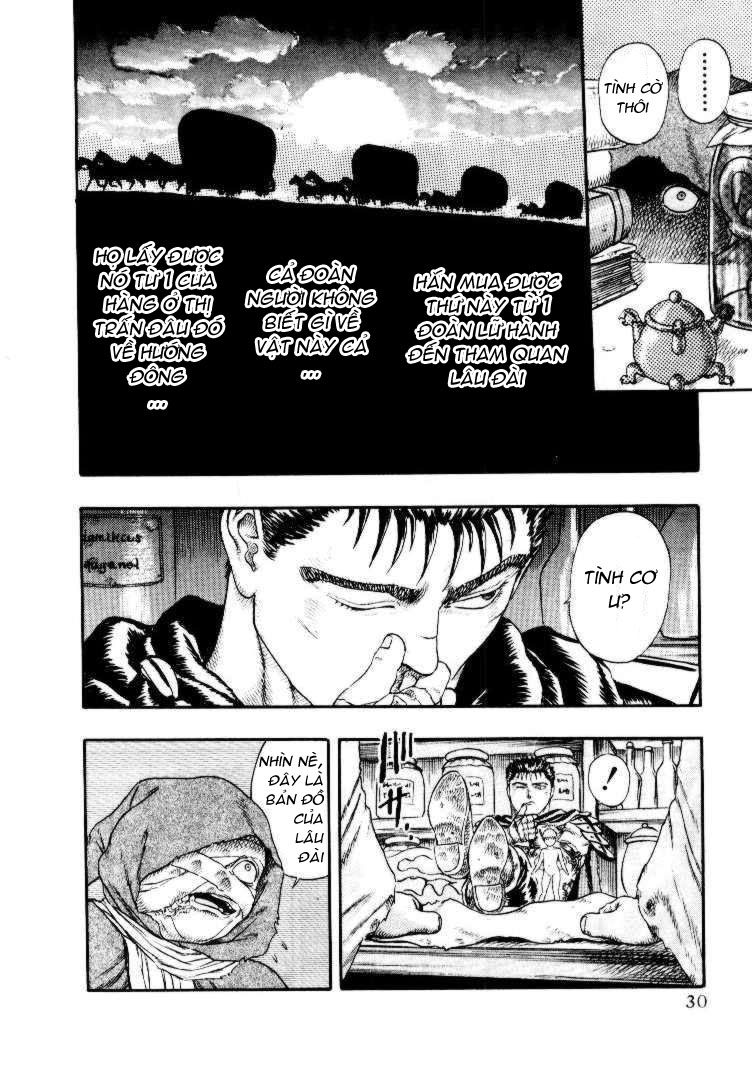 ......
TÌNH CỜ
THÔI
HẮN MUA ĐƯỢC
THỨ NÀY TỪ 1
ĐOÀN LỮ HÀNH
ĐẾN THAM QUAN
LÂU ĐÀI
CẢ ĐOÀN
NGƯỜI KHÔNG
BIẾT GÌ VỀ
VẬT NÀY CẢ
...
HỌ LẤY ĐƯỢC
NÓ TỪ 1 CỬA
HÀNG Ở THỊ
TRẤN ĐÂU ĐÓ
VỀ HƯỚNG
ĐÔNG
...
TÌNH CỜ
Ư?
!
NHÌN NÈ,
ĐÂY LÀ
BẢN ĐỒ
CỦA
LÂU
ĐÀI
30